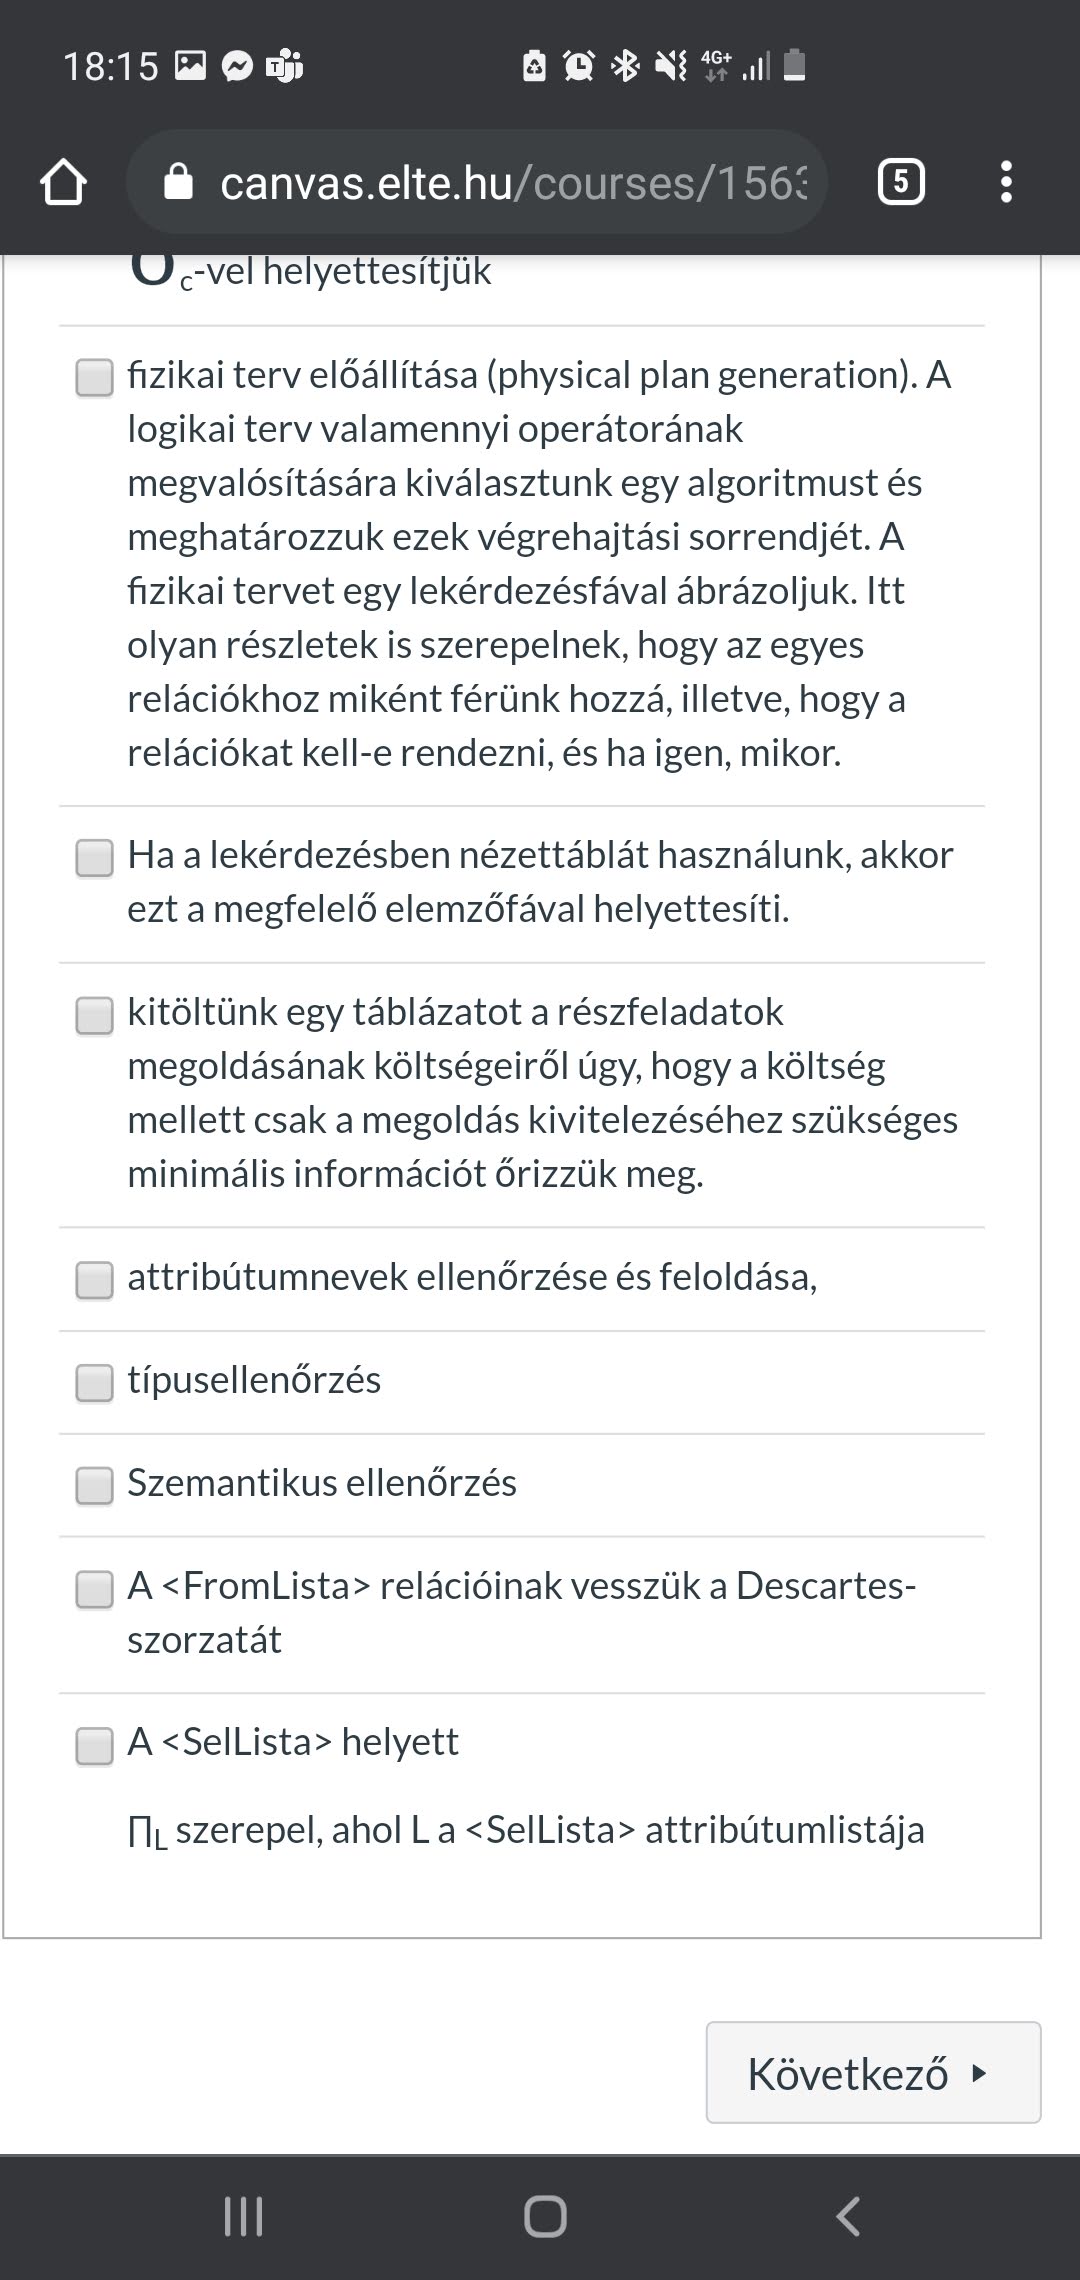 18:15
4G+
canvas.elte.hu/courses/1563
5
σc-vel helyettesítjük
fizikai terv előállítása (physical plan generation). A
logikai terv valamennyi operátorának
megvalósítására kiválasztunk egy algoritmust és
meghatározzuk ezek végrehajtási sorrendjét. A
fizikai tervet egy lekérdezésfával ábrázoljuk. Itt
olyan részletek is szerepelnek, hogy az egyes
relációkhoz miként férünk hozzá, illetve, hogy a
relációkat kell-e rendezni, és ha igen, mikor.
Ha a lekérdezésben nézettáblát használunk, akkor
ezt a megfelelő elemzőfával helyettesíti.
kitöltünk egy táblázatot a részfeladatok
megoldásának költségeiről úgy, hogy a költség
mellett csak a megoldás kivitelezéséhez szükséges
minimális információt őrizzük meg.
attribútumnevek ellenőrzése és feloldása,
típusellenőrzés
Szemantikus ellenőrzés
A <FromLista> relációinak vesszük a Descartes-
szorzatát
A <SelLista> helyett
∏L szerepel, ahol L a <SelLista> attribútumlistája
Következő